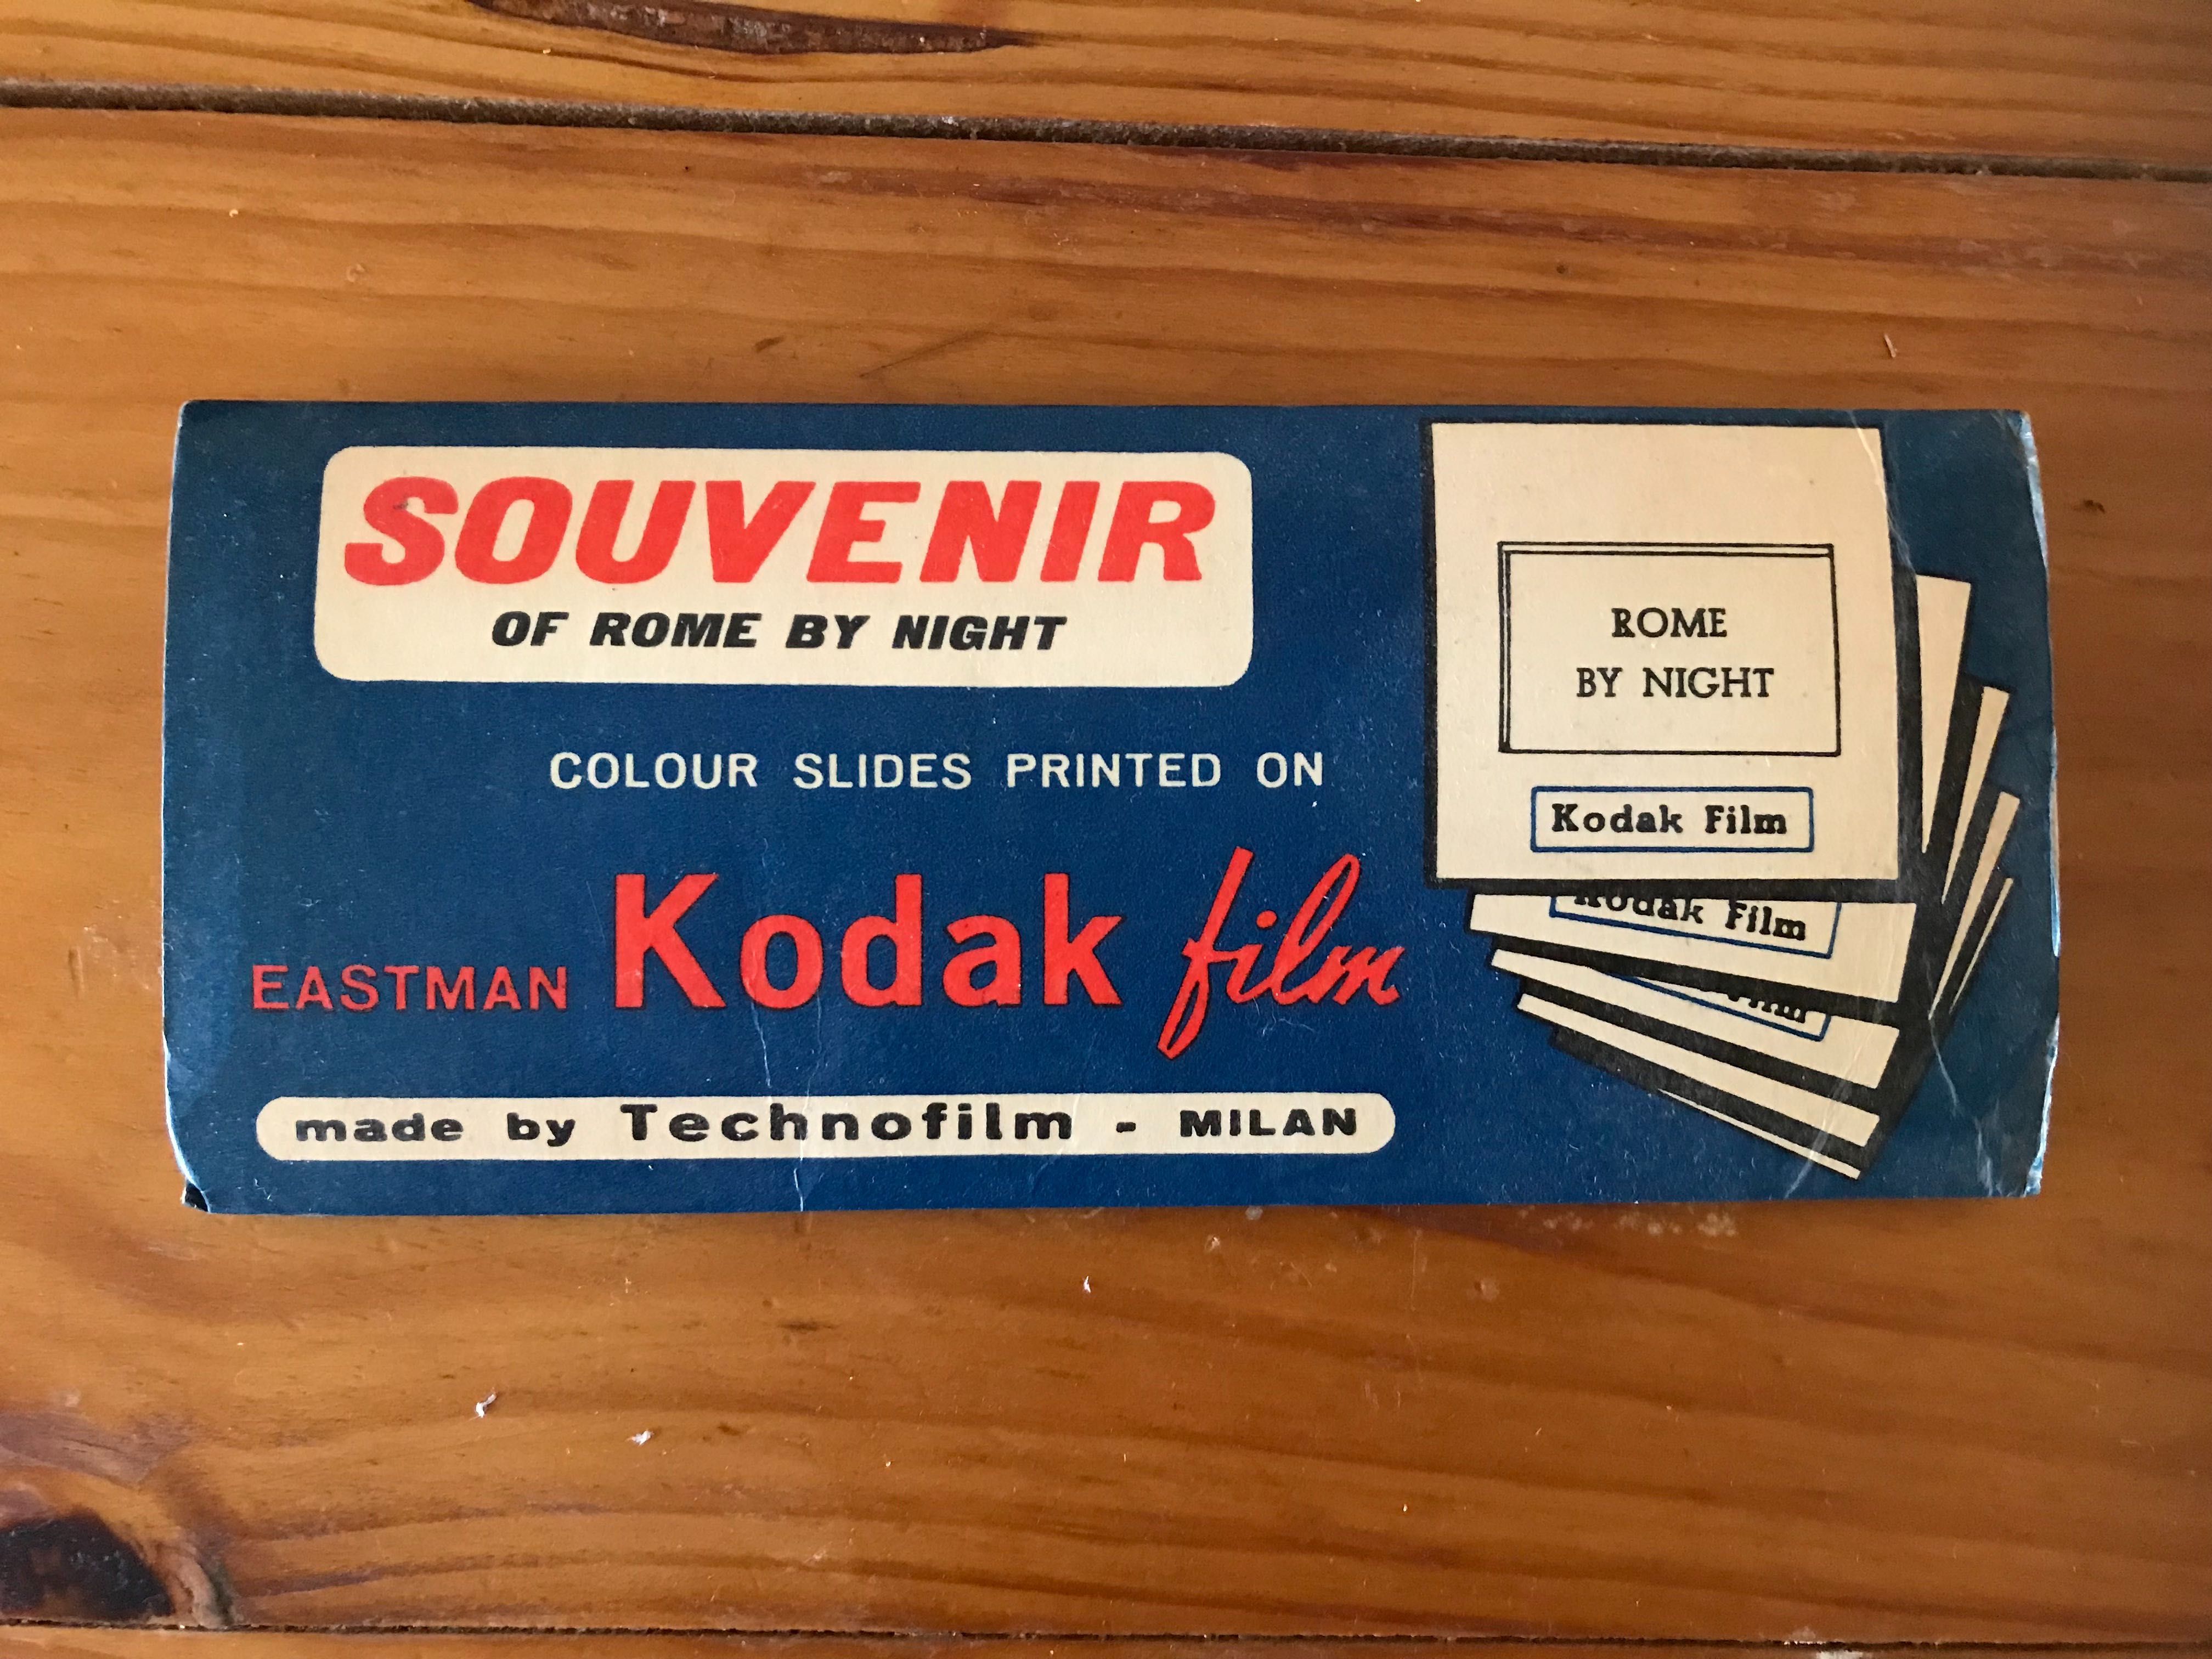 SOUVENIR
OF ROME BY NIGHT
COLOUR SLIDES PRINTED ON
EASTMAN Kodak film
made by Technofilm - MILAN
ROME
BY NIGHT
Kodak Film
Kodak Film
Film